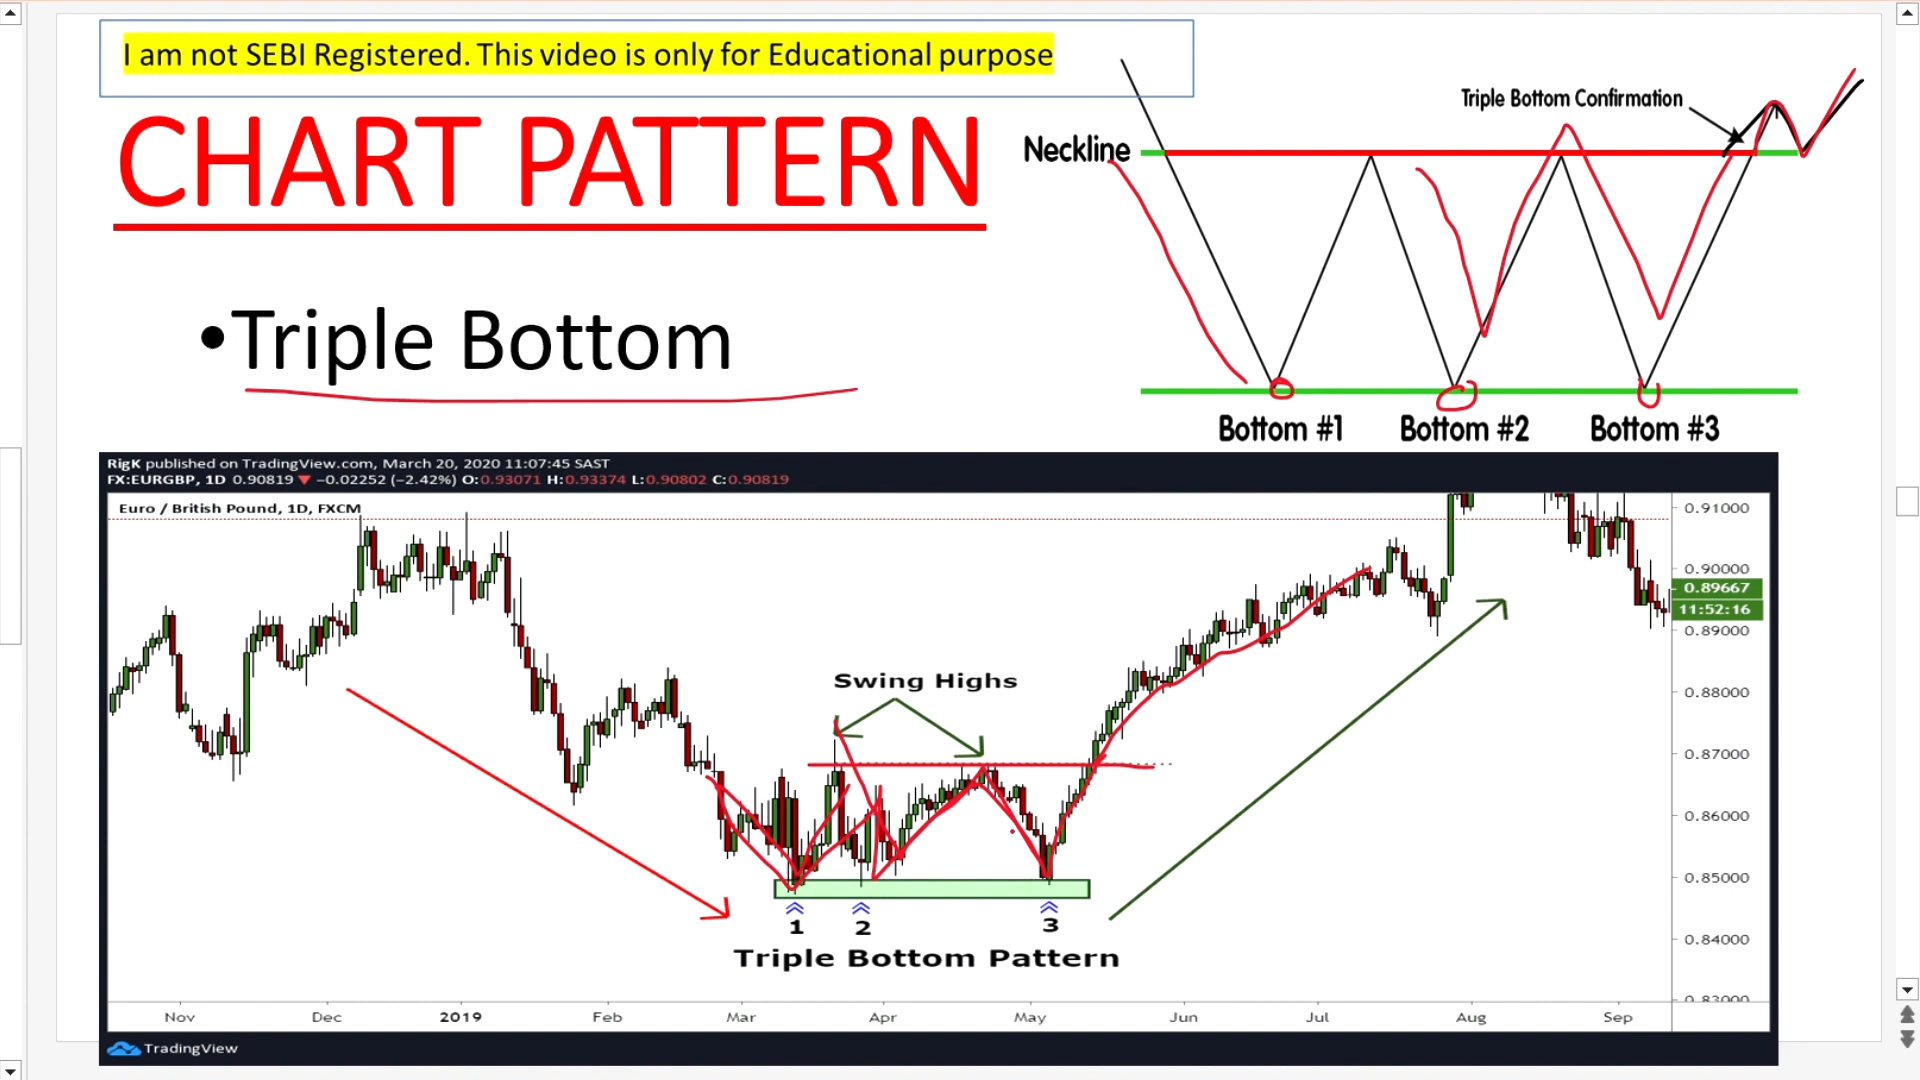 I am not SEBI Registered. This video is only for Educational purpose
CHART PATTERN
•Triple Bottom
Triple Bottom Confirmation
Neckline
Bottom #1 Bottom #2 Bottom #3
RigK published on TradingView.com, March 20, 2020 11:07:45 SAST
FX:EURGBP, 1D 0.90819 ▼ −0.02252 (−2.42%) O:0.93071 H:0.93374 L:0.90802 C:0.90819
Euro / British Pound, 1D, FXCM
0.91000
0.90000
0.89667
11:52:16
0.89000
Swing Highs
0.88000
0.87000
0.86000
0.85000
1 2 3
0.84000
Triple Bottom Pattern
0.83000
Nov Dec 2019 Feb Mar Apr May Jun Jul Aug Sep
TradingView